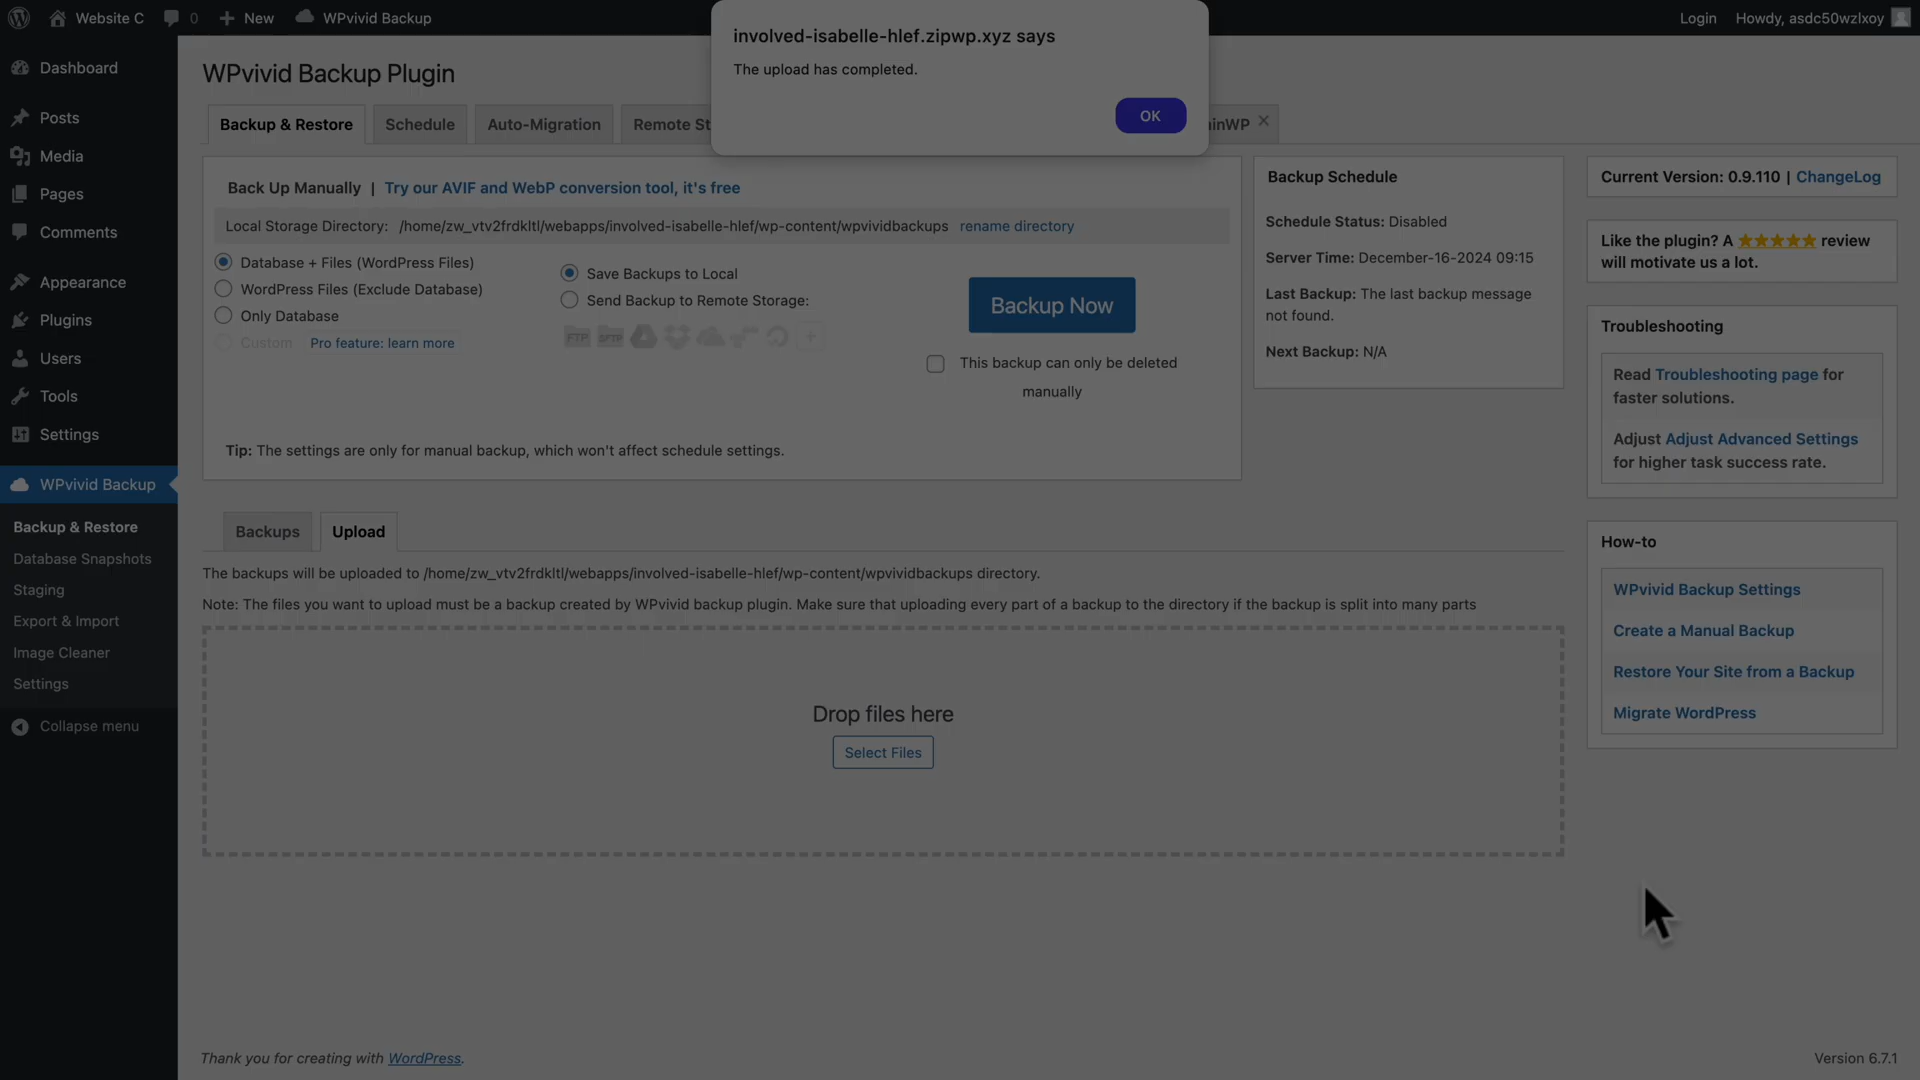 Website C
0
New
WPvivid Backup
Login
Howdy, asdc50wzlxoy
involved-isabelle-hlef.zipwp.xyz says
The upload has completed.
OK
Dashboard
Posts
Media
Pages
Comments
Appearance
Plugins
Users
Tools
Settings
WPvivid Backup
Backup & Restore
Database Snapshots
Staging
Export & Import
Image Cleaner
Settings
Collapse menu
WPvivid Backup Plugin
Backup & Restore
Schedule
Auto-Migration
Remote St
inWP
Back Up Manually | Try our AVIF and WebP conversion tool, it's free
Local Storage Directory: /home/zw_vtv2frdkltl/webapps/involved-isabelle-hlef/wp-content/wpvividbackups rename directory
Database + Files (WordPress Files)
WordPress Files (Exclude Database)
Only Database
Custom Pro feature: learn more
Save Backups to Local
Send Backup to Remote Storage:
FTP
SFTP
Backup Now
This backup can only be deleted
manually
Tip: The settings are only for manual backup, which won't affect schedule settings.
Backup Schedule
Schedule Status: Disabled
Server Time: December-16-2024 09:15
Last Backup: The last backup message
not found.
Next Backup: N/A
Current Version: 0.9.110 | ChangeLog
Like the plugin? A ⭐⭐⭐⭐⭐ review
will motivate us a lot.
Troubleshooting
Read Troubleshooting page for
faster solutions.
Adjust Adjust Advanced Settings
for higher task success rate.
How-to
WPvivid Backup Settings
Create a Manual Backup
Restore Your Site from a Backup
Migrate WordPress
Backups
Upload
The backups will be uploaded to /home/zw_vtv2frdkltl/webapps/involved-isabelle-hlef/wp-content/wpvividbackups directory.
Note: The files you want to upload must be a backup created by WPvivid backup plugin. Make sure that uploading every part of a backup to the directory if the backup is split into many parts
Drop files here
Select Files
Thank you for creating with WordPress.
Version 6.7.1